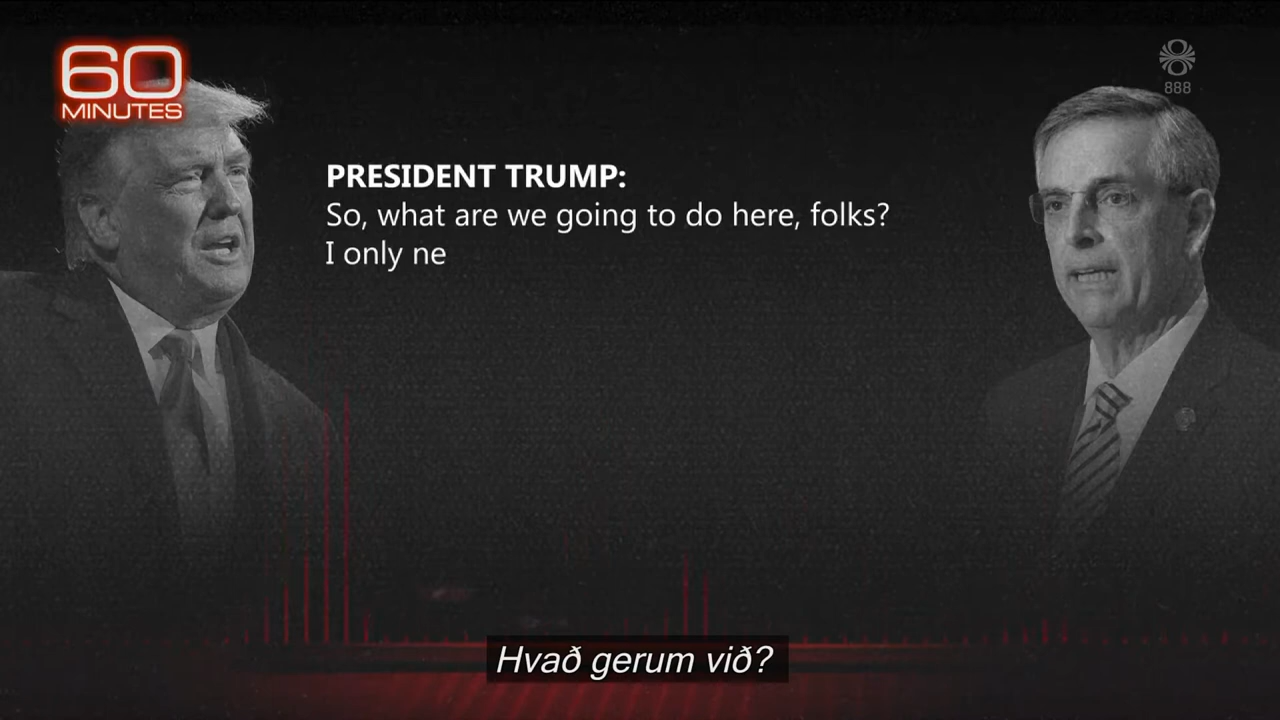 60
MINUTES
888
PRESIDENT TRUMP:
So, what are we going to do here, folks?
I only ne
Hvað gerum við?